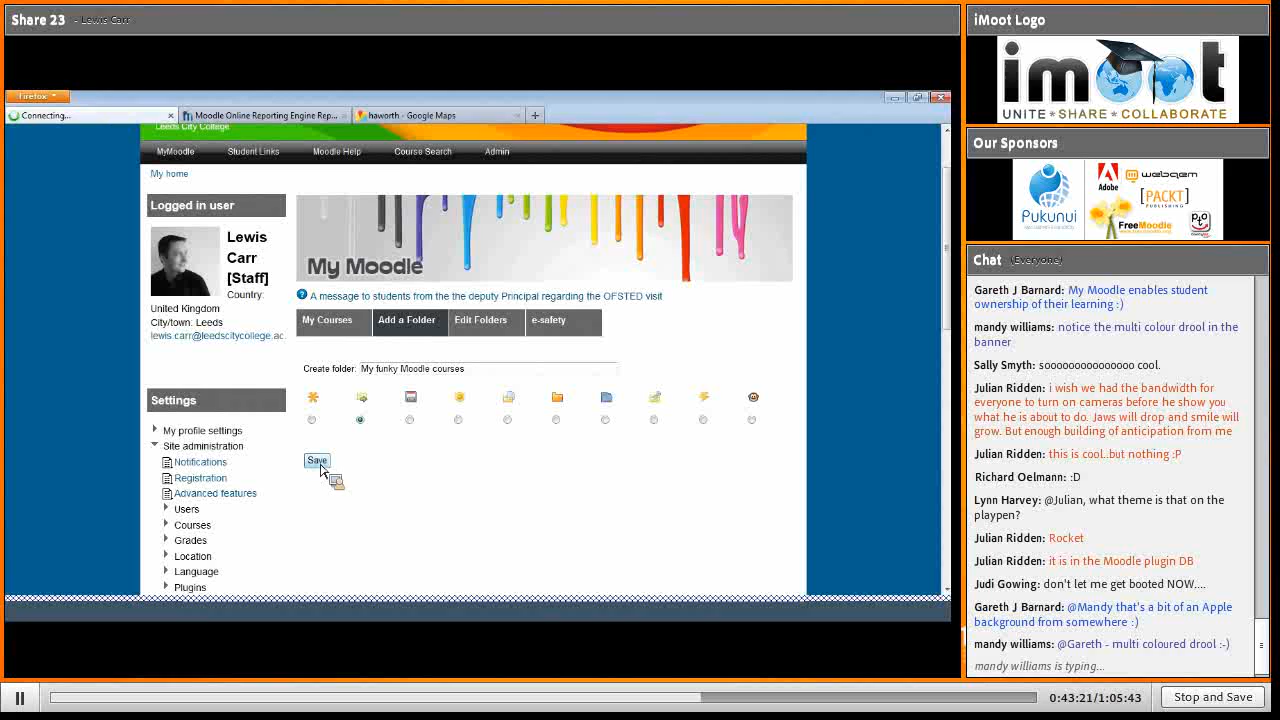 Share 23 - Lewis Carr
Firefox
Connecting...
Moodle Online Reporting Engine Rep...
haworth - Google Maps
Leeds City College
MyMoodle
Student Links
Moodle Help
Course Search
Admin
My home
Logged in user
Lewis
Carr
[Staff]
Country:
United Kingdom
City/town: Leeds
lewis.carr@leedscitycollege.ac.
Settings
My profile settings
Site administration
Notifications
Registration
Advanced features
Users
Courses
Grades
Location
Language
Plugins
My Moodle
A message to students from the the deputy Principal regarding the OFSTED visit
My Courses
Add a Folder
Edit Folders
e-safety
Create folder: My funky Moodle courses
Save
iMoot Logo
imoot
UNITE*SHARE*COLLABORATE
Our Sponsors
Pukunui
Adobe
webgem
[PACKT]
PUBLISHING
FreeMoodle
Chat (Everyone)
Gareth J Barnard: My Moodle enables student
ownership of their learning :)
mandy williams: notice the multi colour drool in the
banner
Sally Smyth: sooooooooooooooo cool.
Julian Ridden: i wish we had the bandwidth for
everyone to turn on cameras before he show you
what he is about to do. Jaws will drop and smile will
grow. But enough building of anticipation from me
Julian Ridden: this is cool..but nothing :P
Richard Oelmann: :D
Lynn Harvey: @Julian, what theme is that on the
playpen?
Julian Ridden: Rocket
Julian Ridden: it is in the Moodle plugin DB
Judi Gowing: don't let me get booted NOW....
Gareth J Barnard: @Mandy that's a bit of an Apple
background from somewhere :)
mandy williams: @Gareth - multi coloured drool :-)
mandy williams is typing...
0:43:21/1:05:43
Stop and Save